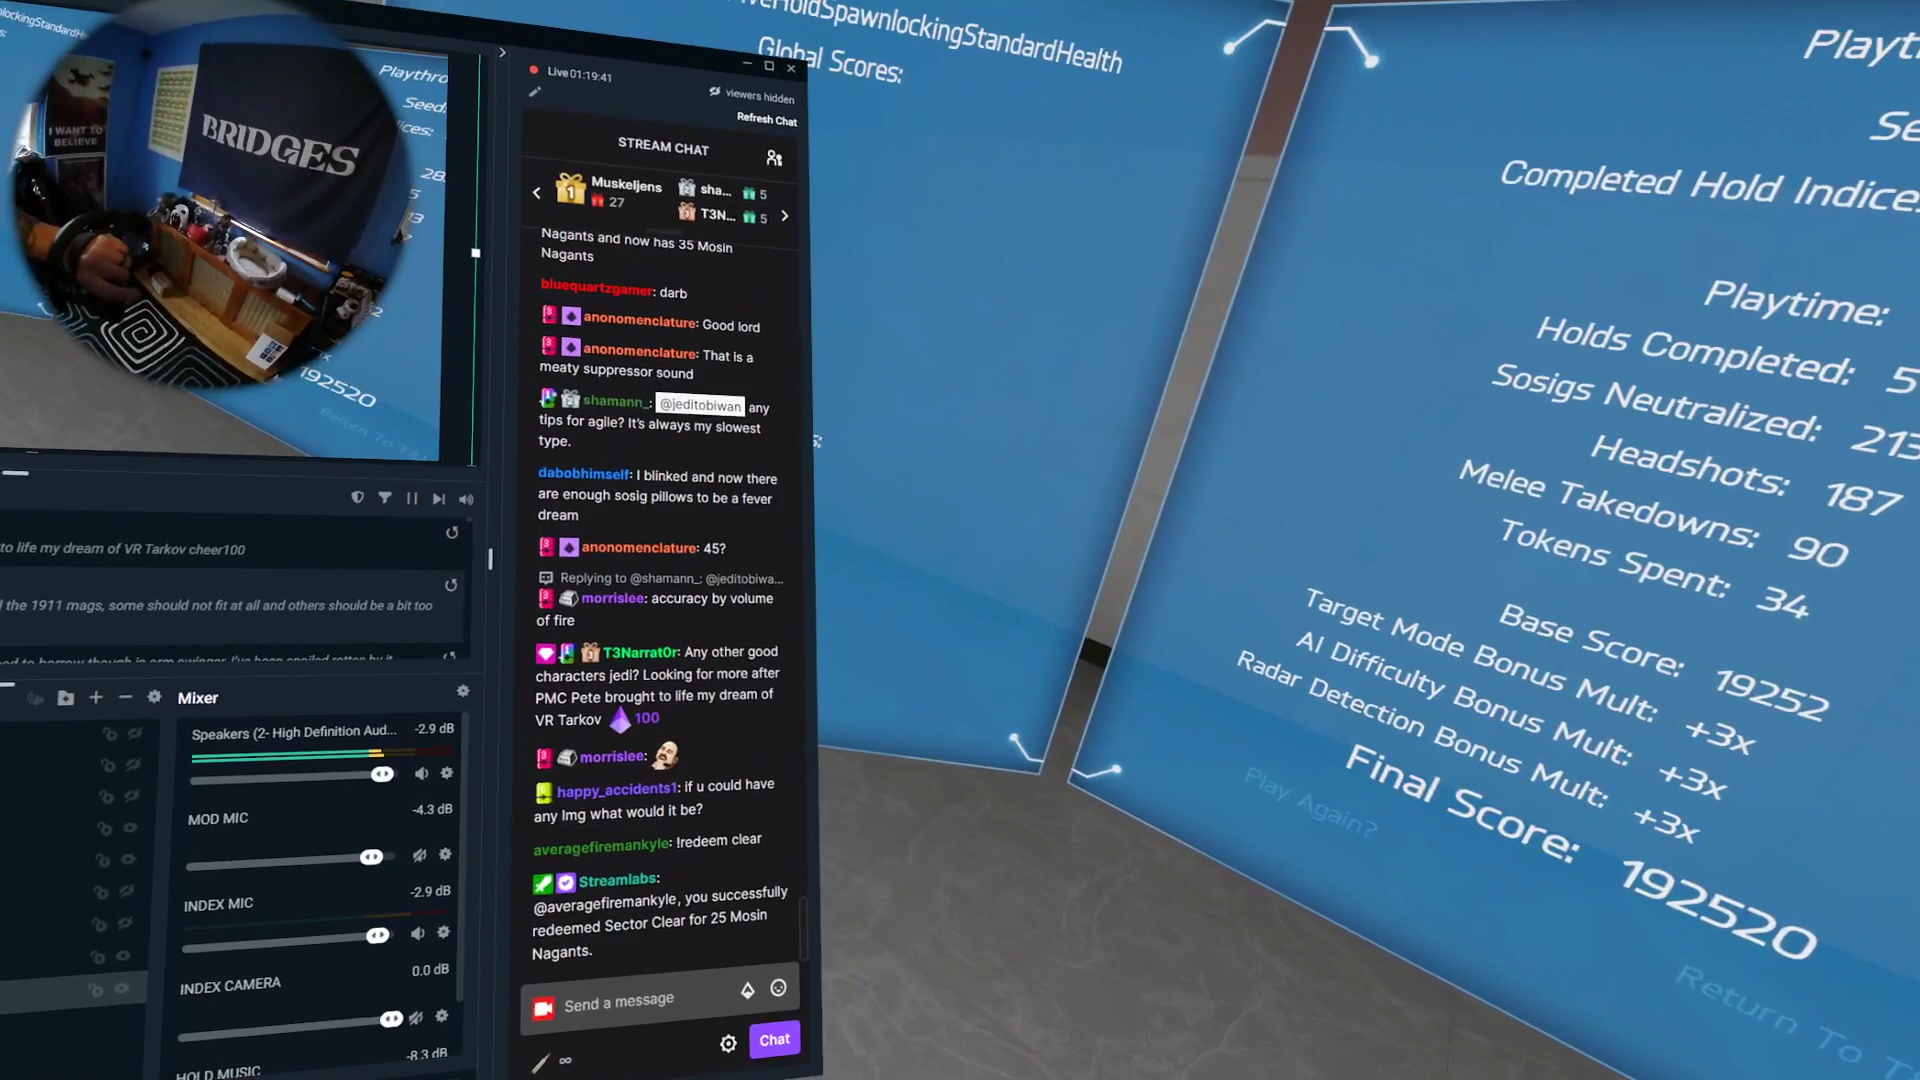 I WANT TO
BELIEVE
BRIDGES
Playthro
Seed:
192520
to life my dream of VR Tarkov cheer100
l the 1911 mags, some should not fit at all and others should be a bit too
Mixer
Speakers (2- High Definition Aud... -2.9 dB
MOD MIC -4.3 dB
INDEX MIC -2.9 dB
INDEX CAMERA 0.0 dB
HOLD MUSIC -8.3 dB
Live 01:19:41
viewers hidden
Refresh Chat
STREAM CHAT
1 Muskeljens 27
2 sha... 5
3 T3N... 5
Nagants and now has 35 Mosin
Nagants
bluequartzgamer: darb
anonomenclature: Good lord
anonomenclature: That is a
meaty suppressor sound
shamann_: @jeditobiwan any
tips for agile? It's always my slowest
type.
dabobhimself: I blinked and now there
are enough sosig pillows to be a fever
dream
anonomenclature: 45?
Replying to @shamann_: @jeditobiwa...
morrislee: accuracy by volume
of fire
T3Narrat0r: Any other good
characters jedi? Looking for more after
PMC Pete brought to life my dream of
VR Tarkov 100
morrislee:
happy_accidents1: if u could have
any lmg what would it be?
averagefiremankyle: !redeem clear
Streamlabs:
@averagefiremankyle, you successfully
redeemed Sector Clear for 25 Mosin
Nagants.
Send a message
Chat
HoldSpawnlockingStandardHealth
Global Scores:
Playt
Se
Completed Hold Indices
Playtime:
Holds Completed: 5
Sosigs Neutralized: 213
Headshots: 187
Melee Takedowns: 90
Tokens Spent: 34
Base Score: 19252
Target Mode Bonus Mult: +3x
AI Difficulty Bonus Mult: +3x
Radar Detection Bonus Mult: +3x
Final Score: 192520
Play Again?
Return To